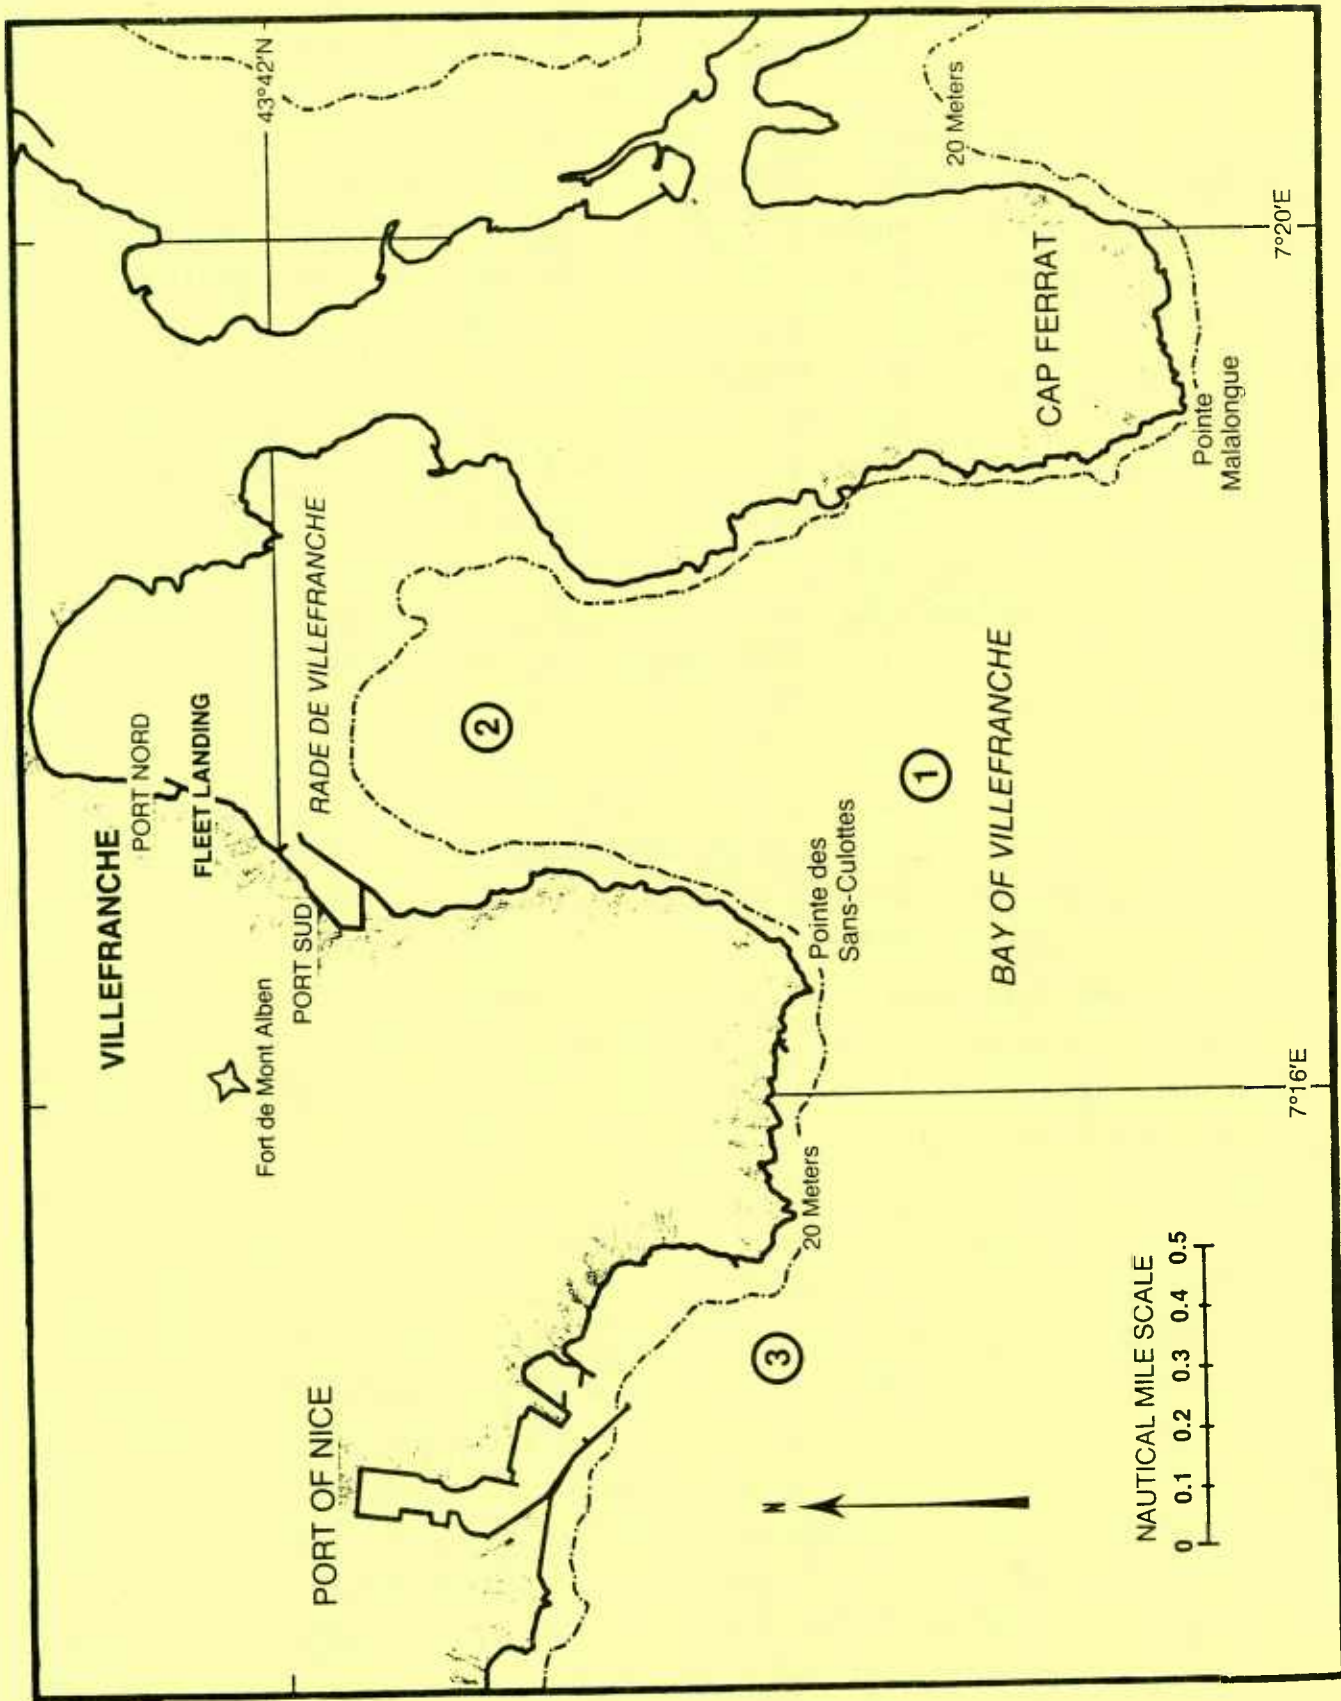 VILLEFRANCHE
PORT NORD
FLEET LANDING
Fort de Mont Alben
PORT SUD
43°42'N
RADE DE VILLEFRANCHE
PORT OF NICE
2
1
3
Pointe des
Sans-Culottes
20 Meters
BAY OF VILLEFRANCHE
CAP FERRAT
20 Meters
Pointe
Malalongue
N
NAUTICAL MILE SCALE
0 0.1 0.2 0.3 0.4 0.5
7°16'E
7°20'E